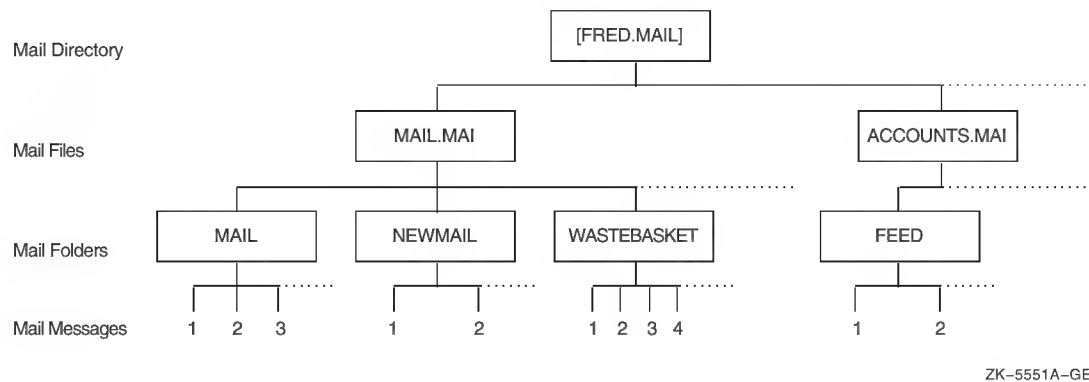 Mail Directory
[FRED.MAIL]
Mail Files
MAIL.MAI
ACCOUNTS.MAI
Mail Folders
MAIL
NEWMAIL
WASTEBASKET
FEED
Mail Messages
1 2 3 1 2 1 2 3 4 1 2
ZK-5551A-GE